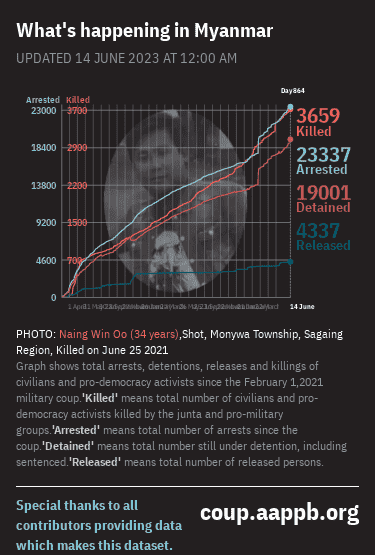 What's happening in Myanmar
UPDATED 14 JUNE 2023 AT 12:00 AM
Day 864
Arrested Killed
23000 3700
18400 2900
13800 2200
9200 1500
4600 700
0
3659
Killed
23337
Arrested
19001
Detained
4337
Released
14 June
PHOTO: Naing Win Oo (34 years),Shot, Monywa Township, Sagaing
Region, Killed on June 25 2021
Graph shows total arrests, detentions, releases and killings of
civilians and pro-democracy activists since the February 1,2021
military coup.'Killed' means total number of civilians and pro-
democracy activists killed by the junta and pro-military
groups.'Arrested' means total number of arrests since the
coup.'Detained' means total number still under detention, including
sentenced.'Released' means total number of released persons.
Special thanks to all
contributors providing data
which makes this dataset.
coup.aappb.org